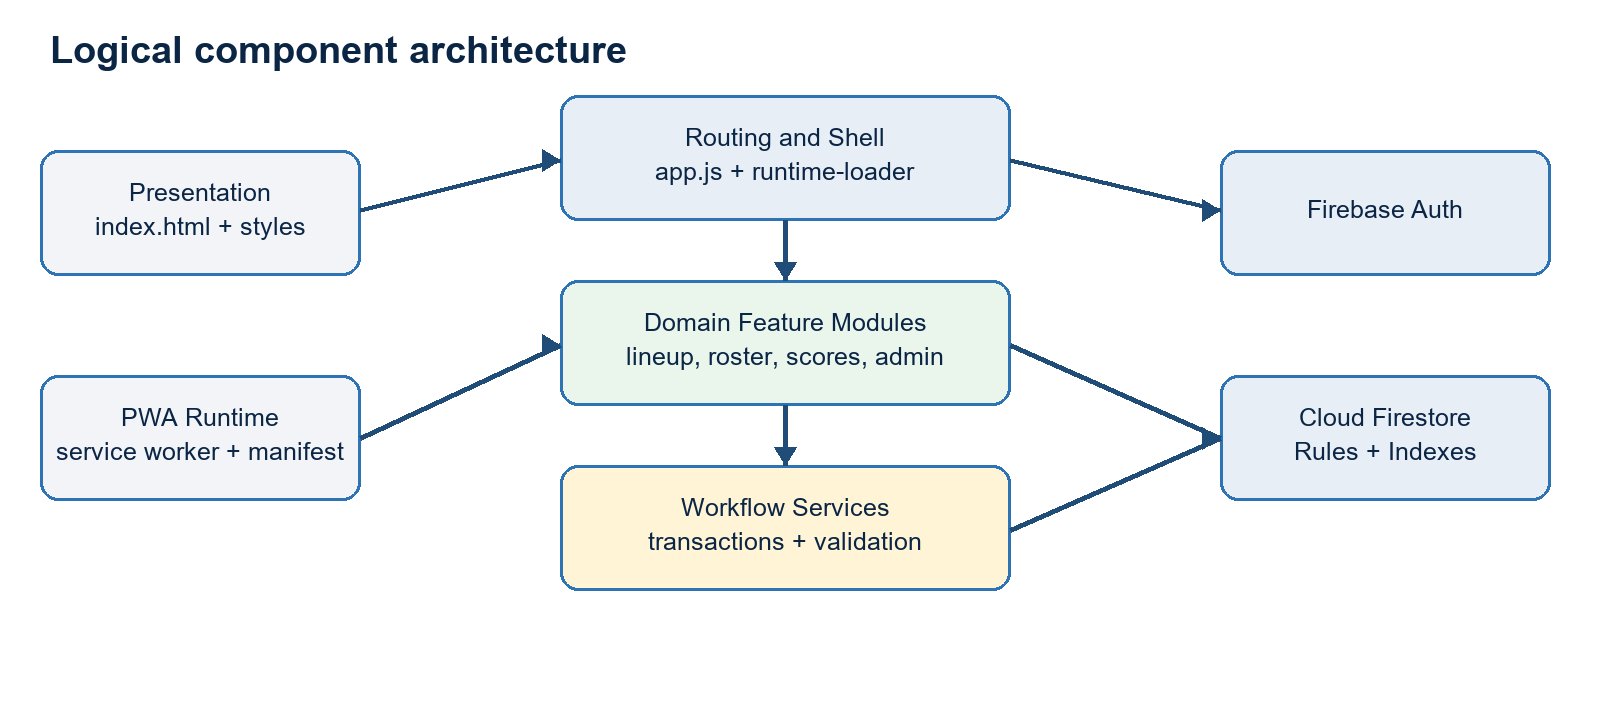 Logical component architecture
Routing and Shell
app.js + runtime-loader
Presentation
index.html + styles
Firebase Auth
Domain Feature Modules
lineup, roster, scores, admin
PWA Runtime
service worker + manifest
Cloud Firestore
Rules + Indexes
Workflow Services
transactions + validation